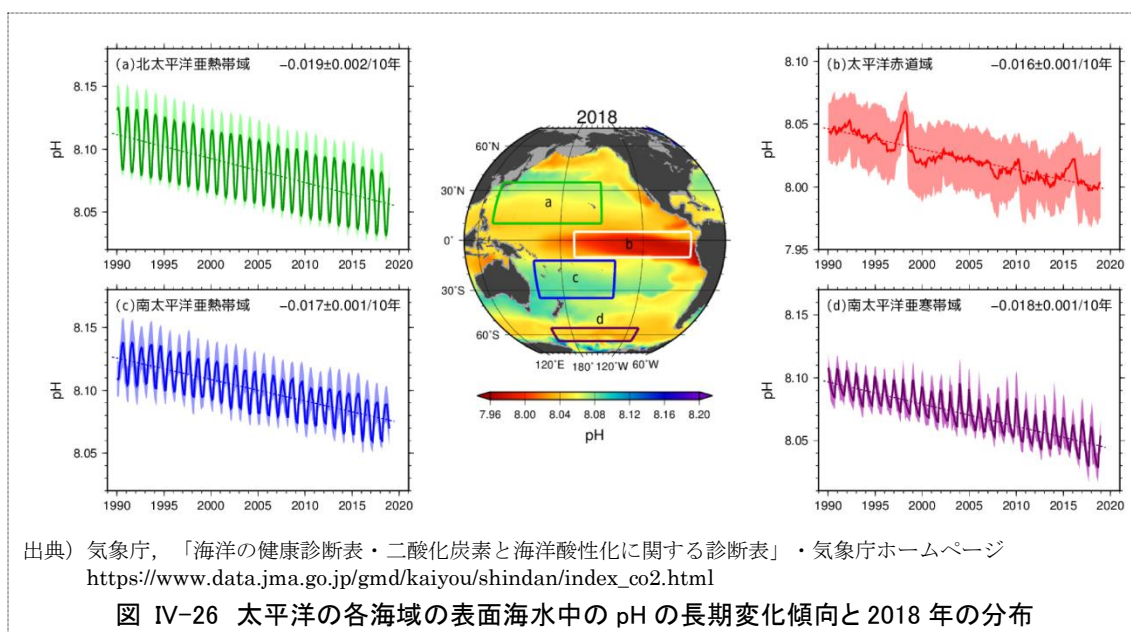 (a)北太平洋亜熱帯域 -0.019±0.002/10年
8.15
8.10
8.05
pH
1990 1995 2000 2005 2010 2015 2020
(b)太平洋赤道域 -0.016±0.001/10年
8.05
8.00
7.95
pH
1990 1995 2000 2005 2010 2015 2020
2018
60˚N
30˚N
0˚
30˚S
60˚S
120˚E 180˚ 120˚W 60˚W
a
b
c
d
7.96 8.00 8.04 8.08 8.12 8.16 8.20
pH
(c)南太平洋亜熱帯域 -0.017±0.001/10年
8.15
8.10
8.05
pH
1990 1995 2000 2005 2010 2015 2020
(d)南太平洋亜寒帯域 -0.018±0.001/10年
8.10
8.05
pH
1990 1995 2000 2005 2010 2015 2020
出典）気象庁，「海洋の健康診断表・二酸化炭素と海洋酸性化に関する診断表」・気象庁ホームページ
https://www.data.jma.go.jp/gmd/kaiyou/shindan/index_co2.html
図 IV-26 太平洋の各海域の表面海水中の pH の長期変化傾向と 2018 年の分布